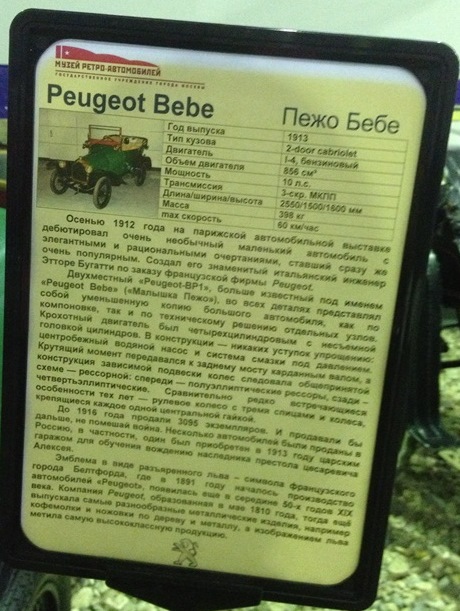 МУЗЕЙ РЕТРО-АВТОМОБИЛЕЙ
ГОСУДАРСТВЕННОЕ УЧРЕЖДЕНИЕ ГОРОДА МОСКВЫ
Peugeot Bebe Пежо Бебе
Год выпуска 1913
Тип кузова 2-door cabriolet
Двигатель I-4, бензиновый
Объем двигателя 856 cm³
Мощность 10 л.с.
Трансмиссия 3-скр. МКПП
Длина/ширина/высота 2550/1500/1600 мм
Масса 398 кг
max скорость 60 км/час
Осенью 1912 года на парижской автомобильной выставке
дебютировал очень необычный маленький автомобиль с
элегантными и рациональными очертаниями, ставший сразу же
очень популярным. Создал его знаменитый итальянский инженер
Этторе Бугатти по заказу французской фирмы Peugeot.
Двухместный «Peugeot-BP1», больше известный под именем
«Peugeot Bebe» («Малышка Пежо»), во всех деталях представлял
собой уменьшенную копию большого автомобиля, как по
компоновке, так и по техническому решению отдельных узлов.
Крохотный двигатель был четырехцилиндровым с несъемной
головкой цилиндров. В конструкции – никаких уступок упрощению:
центробежный водяной насос и система смазки под давлением.
Крутящий момент передавался к заднему мосту карданным валом, а
конструкция зависимой подвески колес следовала общепринятой
схеме – рессорной: спереди – полуэллиптические рессоры, сзади –
четвертьэллиптические. Сравнительно редко встречающиеся
особенности тех лет – рулевое колесо с тремя спицами и колеса,
крепящиеся каждое одной центральной гайкой.
До 1916 года продали 3095 экземпляров. И продавали бы
дальше, не помешай война. Несколько автомобилей были проданы в
Россию, в частности, один был приобретен в 1913 году царским
гаражом для обучения вождению наследника престола цесаревича
Алексея.
Эмблема в виде разъяренного льва – символа французского
города Белтфорда, где в 1891 году началось производство
автомобилей «Peugeot», появилась еще в середине 50-х годов XIX
века. Компания Peugeot, образованная в мае 1810 года, тогда ещё
выпускала самые разнообразные металлические изделия, например
кофемолки и ножовки по дереву и металлу, а изображением льва
метила самую высококлассную продукцию.